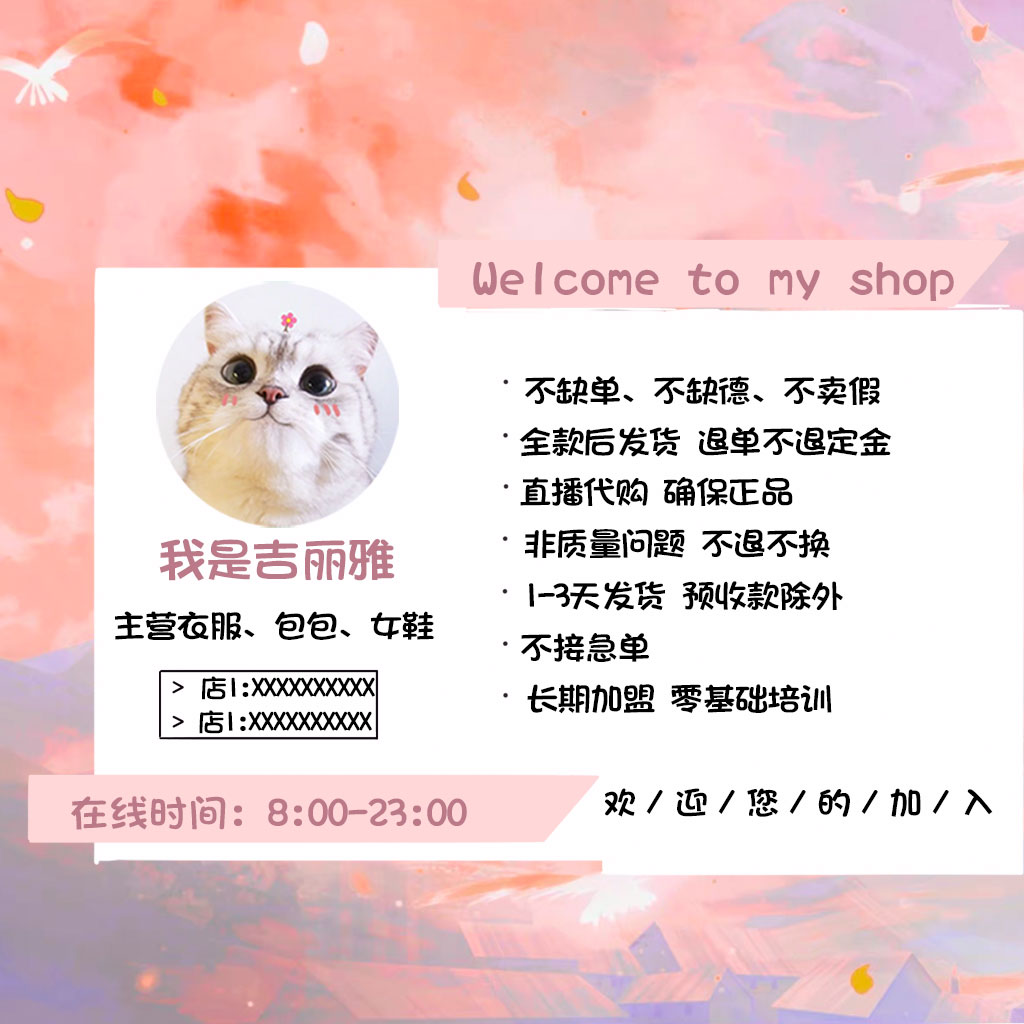 Welcome to my shop
我是吉丽雅
主营衣服、包包、女鞋
> 店1:XXXXXXXXXX
> 店1:XXXXXXXXXX
· 不缺单、不缺德、不卖假
· 全款后发货 退单不退定金
· 直播代购 确保正品
· 非质量问题 不退不换
· 1-3天发货 预收款除外
· 不接急单
· 长期加盟 零基础培训
在线时间：8:00-23:00
欢/迎/您/的/加/入